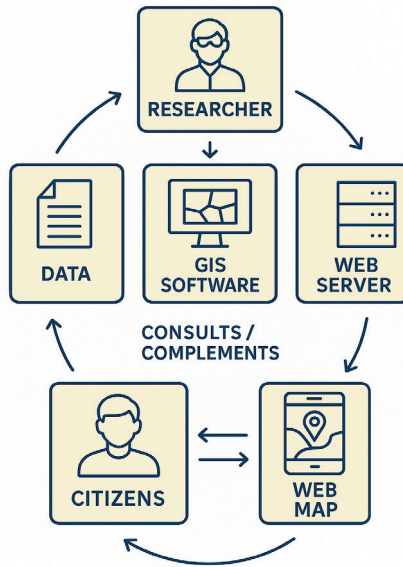 RESEARCHER
DATA
GIS
SOFTWARE
WEB
SERVER
CONSULTS /
COMPLEMENTS
CITIZENS
WEB
MAP